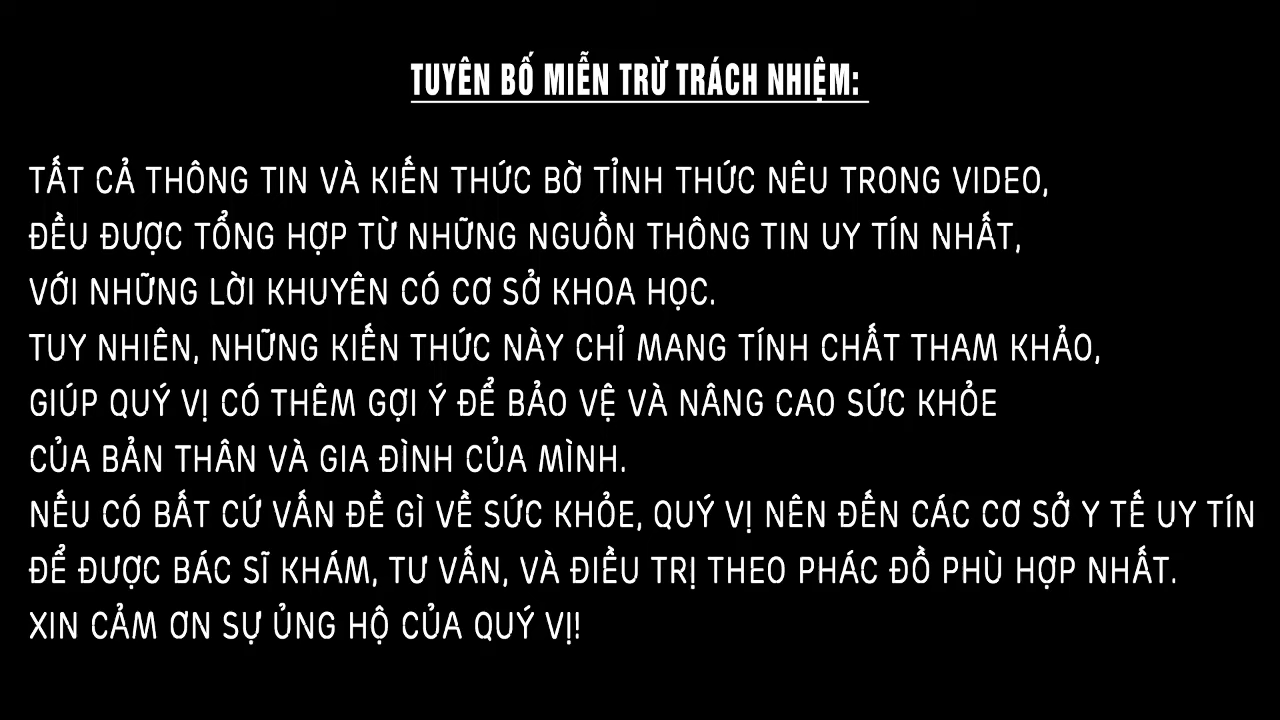 TUYÊN BỐ MIỄN TRỪ TRÁCH NHIỆM:
TẤT CẢ THÔNG TIN VÀ KIẾN THỨC BỜ TỈNH THỨC NÊU TRONG VIDEO,
ĐỀU ĐƯỢC TỔNG HỢP TỪ NHỮNG NGUỒN THÔNG TIN UY TÍN NHẤT,
VỚI NHỮNG LỜI KHUYÊN CÓ CƠ SỞ KHOA HỌC.
TUY NHIÊN, NHỮNG KIẾN THỨC NÀY CHỈ MANG TÍNH CHẤT THAM KHẢO,
GIÚP QUÝ VỊ CÓ THÊM GỢI Ý ĐỂ BẢO VỆ VÀ NÂNG CAO SỨC KHỎE
CỦA BẢN THÂN VÀ GIA ĐÌNH CỦA MÌNH.
NẾU CÓ BẤT CỨ VẤN ĐỀ GÌ VỀ SỨC KHỎE, QUÝ VỊ NÊN ĐẾN CÁC CƠ SỞ Y TẾ UY TÍN
ĐỂ ĐƯỢC BÁC SĨ KHÁM, TƯ VẤN, VÀ ĐIỀU TRỊ THEO PHÁC ĐỒ PHÙ HỢP NHẤT.
XIN CẢM ƠN SỰ ỦNG HỘ CỦA QUÝ VỊ!